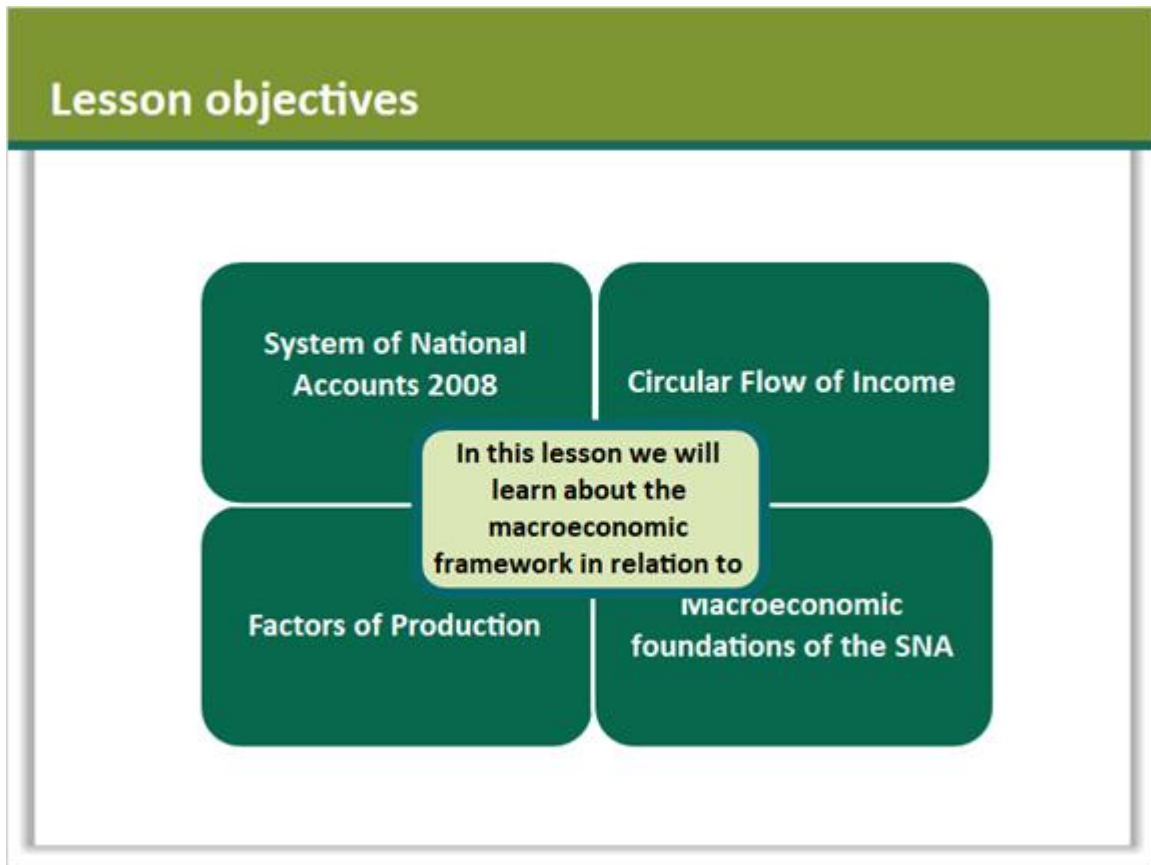 Lesson objectives
System of National
Accounts 2008
Circular Flow of Income
In this lesson we will
learn about the
macroeconomic
framework in relation to
Factors of Production
Macroeconomic
foundations of the SNA